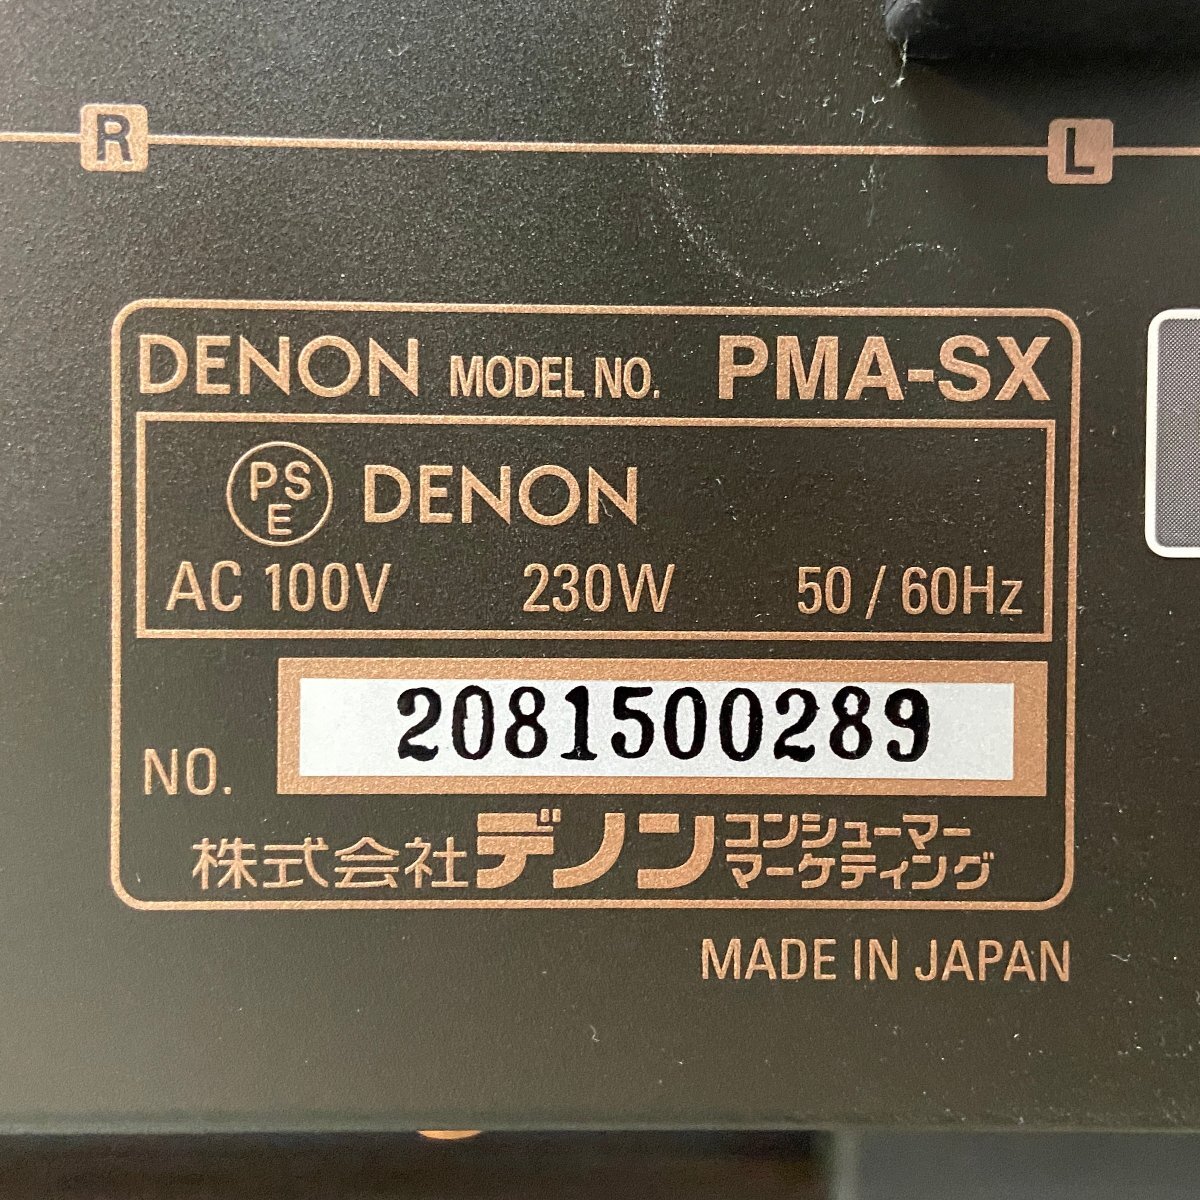 R L
DENON MODEL NO. PMA-SX
PSE DENON
AC 100V 230W 50 / 60Hz
NO. 2081500289
株式会社デノン コンシューマー
マーケティング
MADE IN JAPAN